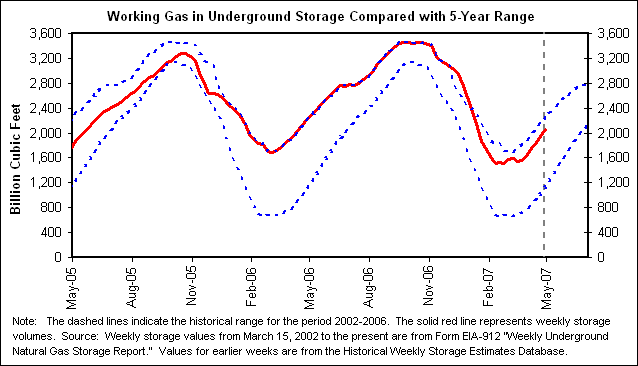 Working Gas in Underground Storage Compared with 5-Year Range
Billion Cubic Feet
3,600
3,200
2,800
2,400
2,000
1,600
1,200
800
400
0
3,600
3,200
2,800
2,400
2,000
1,600
1,200
800
400
0
May-05
Aug-05
Nov-05
Feb-06
May-06
Aug-06
Nov-06
Feb-07
May-07
Note: The dashed lines indicate the historical range for the period 2002-2006. The solid red line represents weekly storage
volumes. Source: Weekly storage values from March 15, 2002 to the present are from Form EIA-912 "Weekly Underground
Natural Gas Storage Report." Values for earlier weeks are from the Historical Weekly Storage Estimates Database.